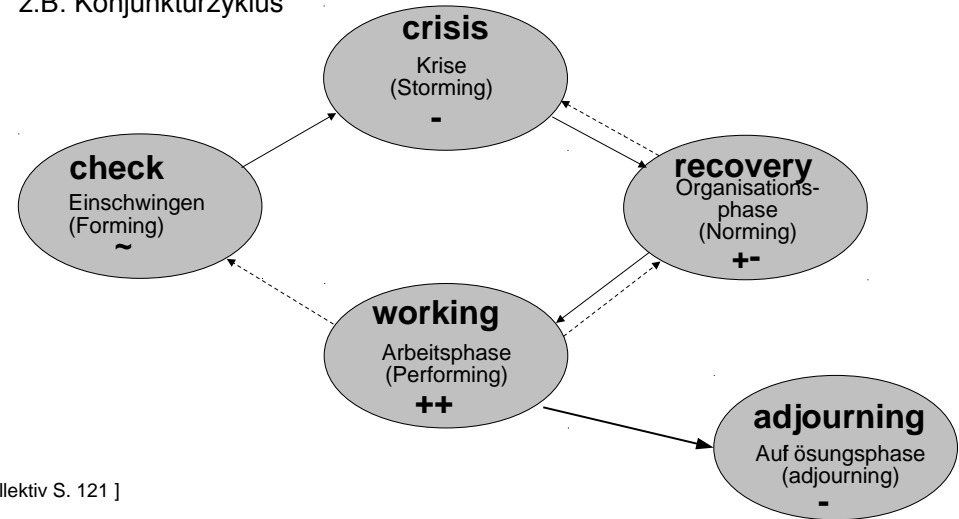 z.B. Konjunkturzyklus
crisis
Krise
(Storming)
-
check
Einschwingen
(Forming)
~
recovery
Organisations-
phase
(Norming)
+-
working
Arbeitsphase
(Performing)
++
adjourning
Auf ösungsphase
(adjourning)
-
llektiv S. 121 ]